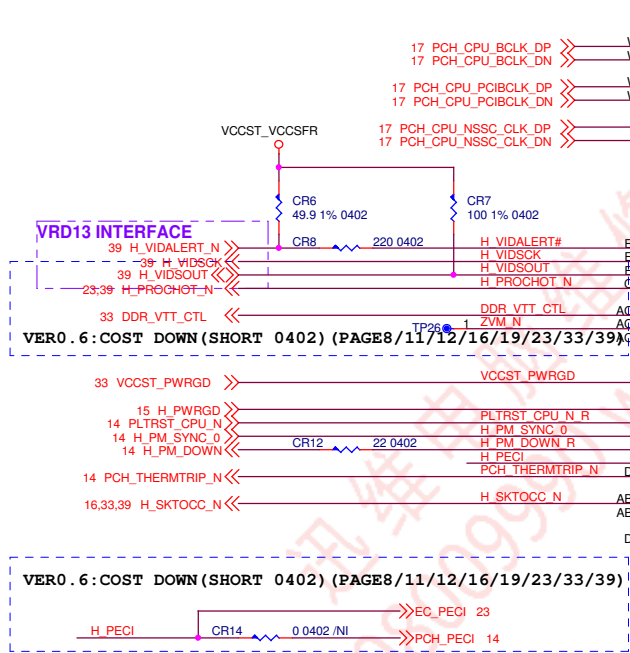 17 PCH_CPU_BCLK_DP
17 PCH_CPU_BCLK_DN
17 PCH_CPU_PCIBCLK_DP
17 PCH_CPU_PCIBCLK_DN
VCCST_VCCSFR
17 PCH_CPU_NSSC_CLK_DP
17 PCH_CPU_NSSC_CLK_DN
CR6
49.9 1% 0402
CR7
100 1% 0402
VRD13 INTERFACE
39 H_VIDALERT_N CR8 220 0402 H_VIDALERT#
39 H_VIDSCK H_VIDSCK
39 H_VIDSOUT H_VIDSOUT
23,39 H_PROCHOT_N H_PROCHOT_N
33 DDR_VTT_CTL DDR_VTT_CTL
TP26 1 ZVM_N
VER0.6:COST DOWN(SHORT 0402)(PAGE8/11/12/16/19/23/33/39)
33 VCCST_PWRGD VCCST_PWRGD
15 H_PWRGD
14 PLTRST_CPU_N PLTRST_CPU_N_R
14 H_PM_SYNC_0 H_PM_SYNC_0
14 H_PM_DOWN CR12 22 0402 H_PM_DOWN_R
H_PECI
14 PCH_THERMTRIP_N PCH_THERMTRIP_N
16,33,39 H_SKTOCC_N H_SKTOCC_N
VER0.6:COST DOWN(SHORT 0402)(PAGE8/11/12/16/19/23/33/39)
EC_PECI 23
H_PECI CR14 0 0402 /NI PCH_PECI 14